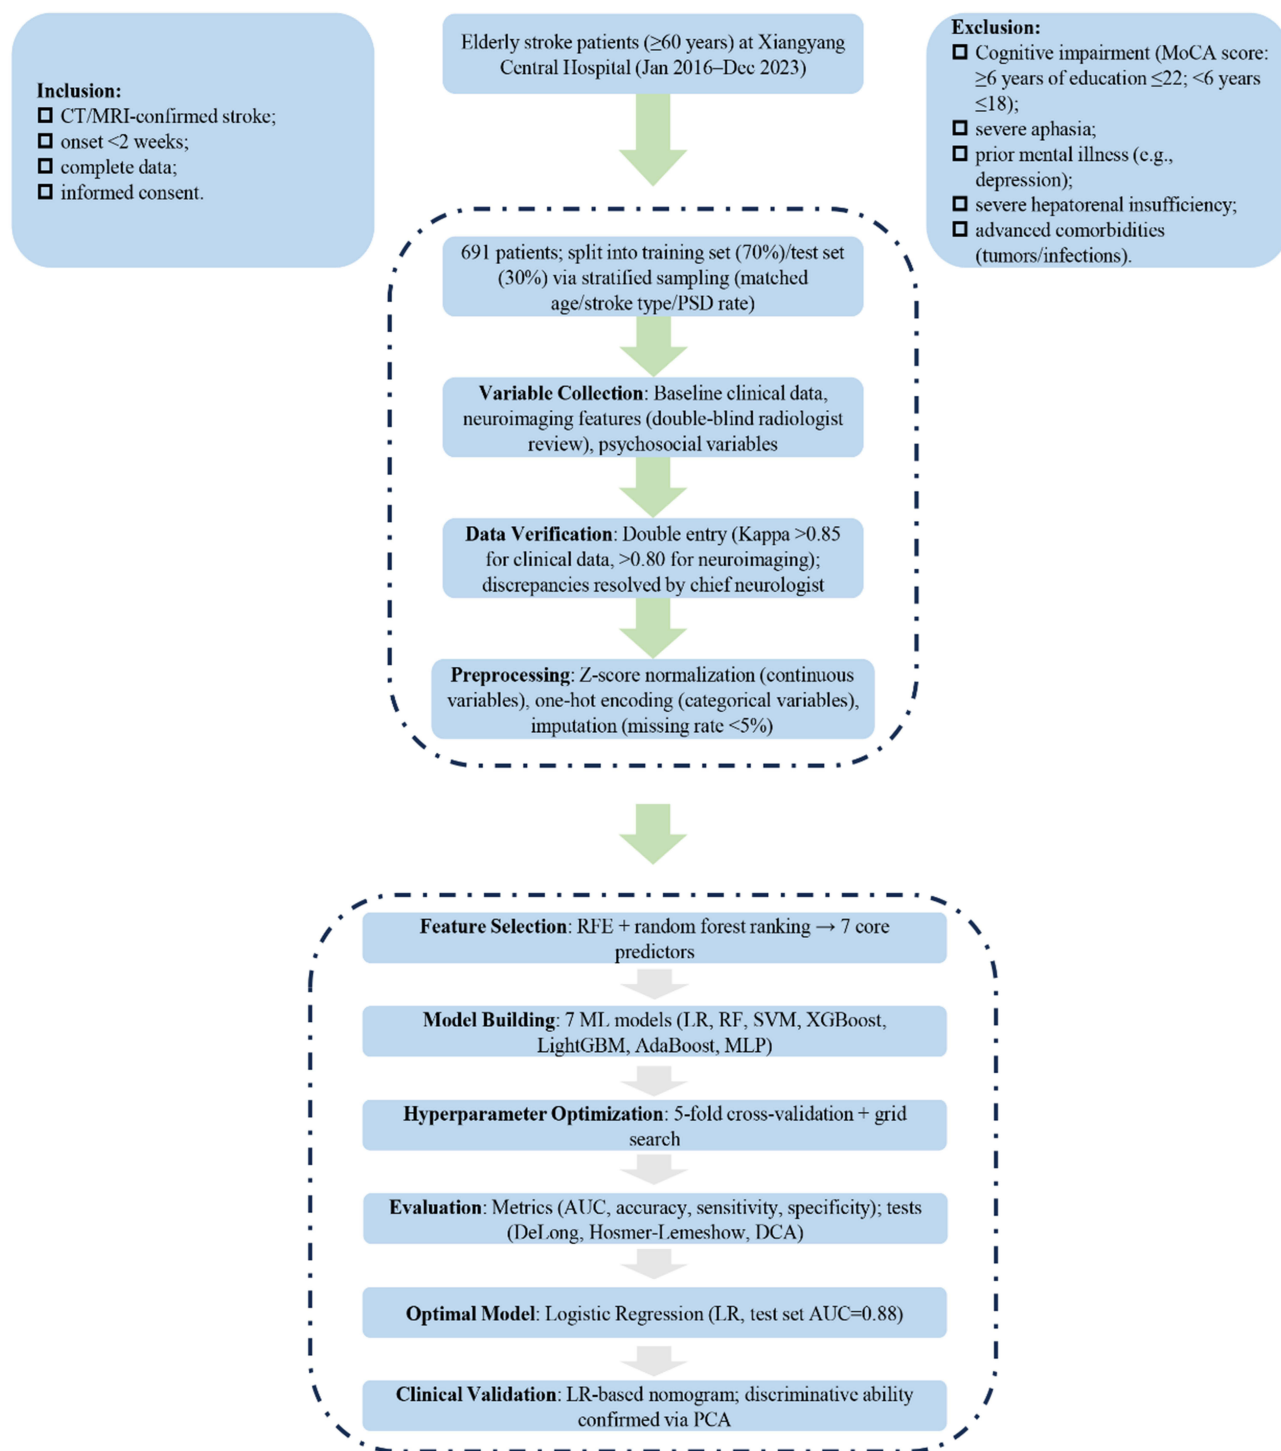 Inclusion:
CT/MRI-confirmed stroke;
onset <2 weeks;
complete data;
informed consent.
Elderly stroke patients (≥60 years) at Xiangyang
Central Hospital (Jan 2016–Dec 2023)
Exclusion:
Cognitive impairment (MoCA score:
≥6 years of education ≤22; <6 years
≤18);
severe aphasia;
prior mental illness (e.g.,
depression);
severe hepatorenal insufficiency;
advanced comorbidities
(tumors/infections).
691 patients; split into training set (70%)/test set
(30%) via stratified sampling (matched
age/stroke type/PSD rate)
Variable Collection: Baseline clinical data,
neuroimaging features (double-blind radiologist
review), psychosocial variables
Data Verification: Double entry (Kappa >0.85
for clinical data, >0.80 for neuroimaging);
discrepancies resolved by chief neurologist
Preprocessing: Z-score normalization (continuous
variables), one-hot encoding (categorical variables),
imputation (missing rate <5%)
Feature Selection: RFE + random forest ranking → 7 core
predictors
Model Building: 7 ML models (LR, RF, SVM, XGBoost,
LightGBM, AdaBoost, MLP)
Hyperparameter Optimization: 5-fold cross-validation + grid
search
Evaluation: Metrics (AUC, accuracy, sensitivity, specificity); tests
(DeLong, Hosmer-Lemeshow, DCA)
Optimal Model: Logistic Regression (LR, test set AUC=0.88)
Clinical Validation: LR-based nomogram; discriminative ability
confirmed via PCA